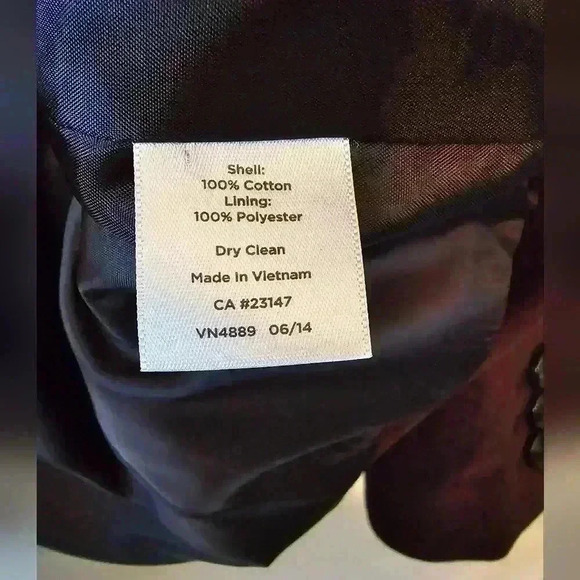 Shell:
100% Cotton
Lining:
100% Polyester
Dry Clean
Made In Vietnam
CA #23147
VN4889 06/14